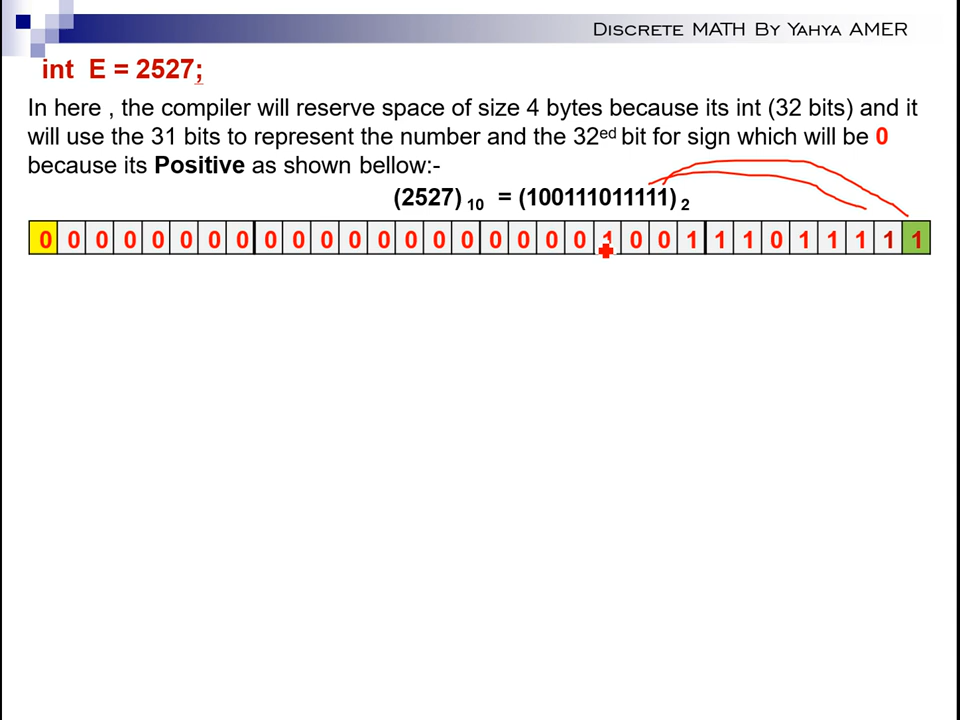 DISCRETE MATH BY YAHYA AMER
int E = 2527;
In here , the compiler will reserve space of size 4 bytes because its int (32 bits) and it
will use the 31 bits to represent the number and the 32ed bit for sign which will be 0
because its Positive as shown bellow:-
(2527) 10 = (100111011111) 2
0 0 0 0 0 0 0 0 0 0 0 0 0 0 0 0 0 0 0 0 1 0 0 1 1 1 0 1 1 1 1 1